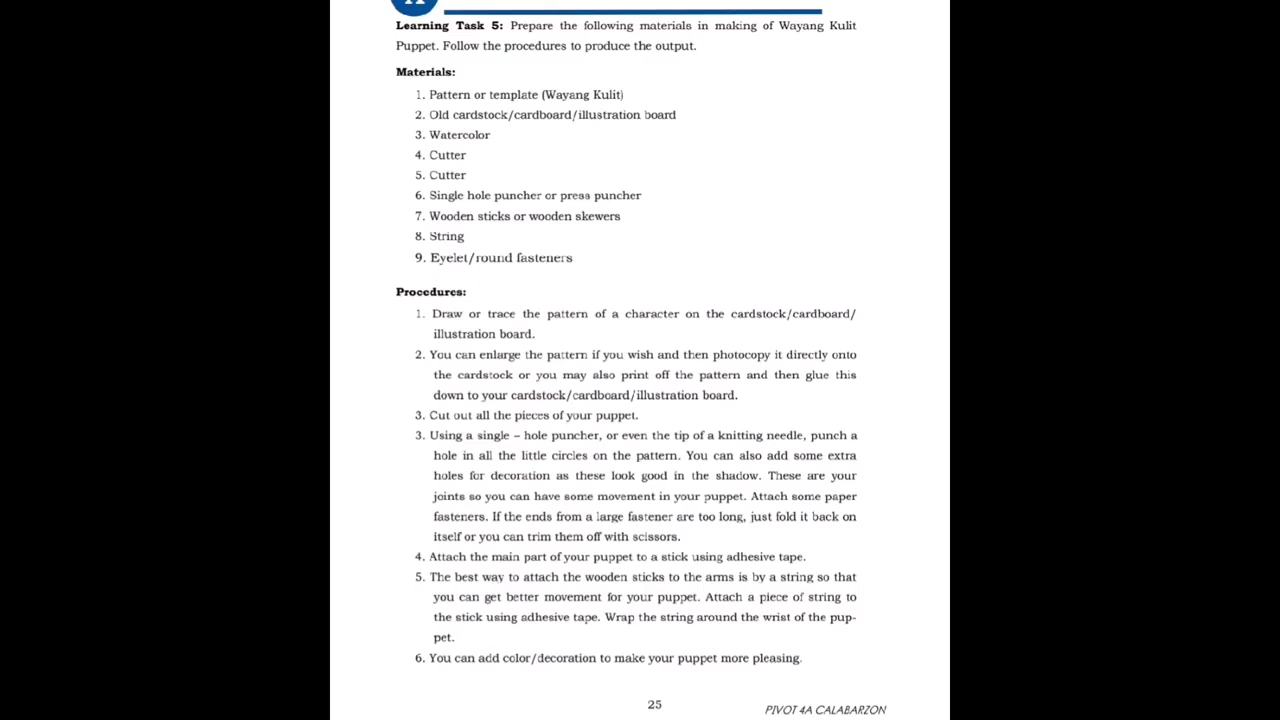 Learning Task 5: Prepare the following materials in making of Wayang Kulit
Puppet. Follow the procedures to produce the output.
Materials:
1. Pattern or template (Wayang Kulit)
2. Old cardstock/cardboard/illustration board
3. Watercolor
4. Cutter
5. Cutter
6. Single hole puncher or press puncher
7. Wooden sticks or wooden skewers
8. String
9. Eyelet/round fasteners
Procedures:
1. Draw or trace the pattern of a character on the cardstock/cardboard/
illustration board.
2. You can enlarge the pattern if you wish and then photocopy it directly onto
the cardstock or you may also print off the pattern and then glue this
down to your cardstock/cardboard/illustration board.
3. Cut out all the pieces of your puppet.
3. Using a single – hole puncher, or even the tip of a knitting needle, punch a
hole in all the little circles on the pattern. You can also add some extra
holes for decoration as these look good in the shadow. These are your
joints so you can have some movement in your puppet. Attach some paper
fasteners. If the ends from a large fastener are too long, just fold it back on
itself or you can trim them off with scissors.
4. Attach the main part of your puppet to a stick using adhesive tape.
5. The best way to attach the wooden sticks to the arms is by a string so that
you can get better movement for your puppet. Attach a piece of string to
the stick using adhesive tape. Wrap the string around the wrist of the pup-
pet.
6. You can add color/decoration to make your puppet more pleasing.
25
PIVOT 4A CALABARZON